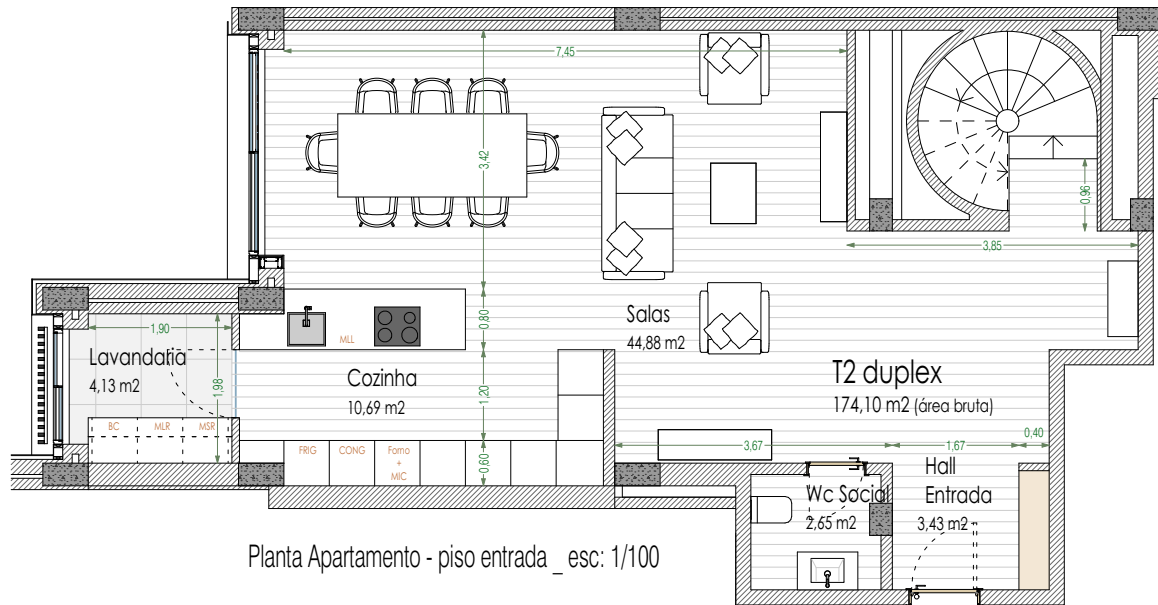 7,45
3,42
0,96
3,85
Salas
44,88 m2
0,80
MLL
1,90
Lavandaria
4,13 m2
1,98
Cozinha
10,69 m2
1,20
T2 duplex
174,10 m2 (área bruta)
BC MLR MSR
FRIG CONG Forno
+
MIC
0,60
3,67 1,67 0,40
Hall
Entrada
3,43 m2
Wc Social
2,65 m2
Planta Apartamento - piso entrada _ esc: 1/100